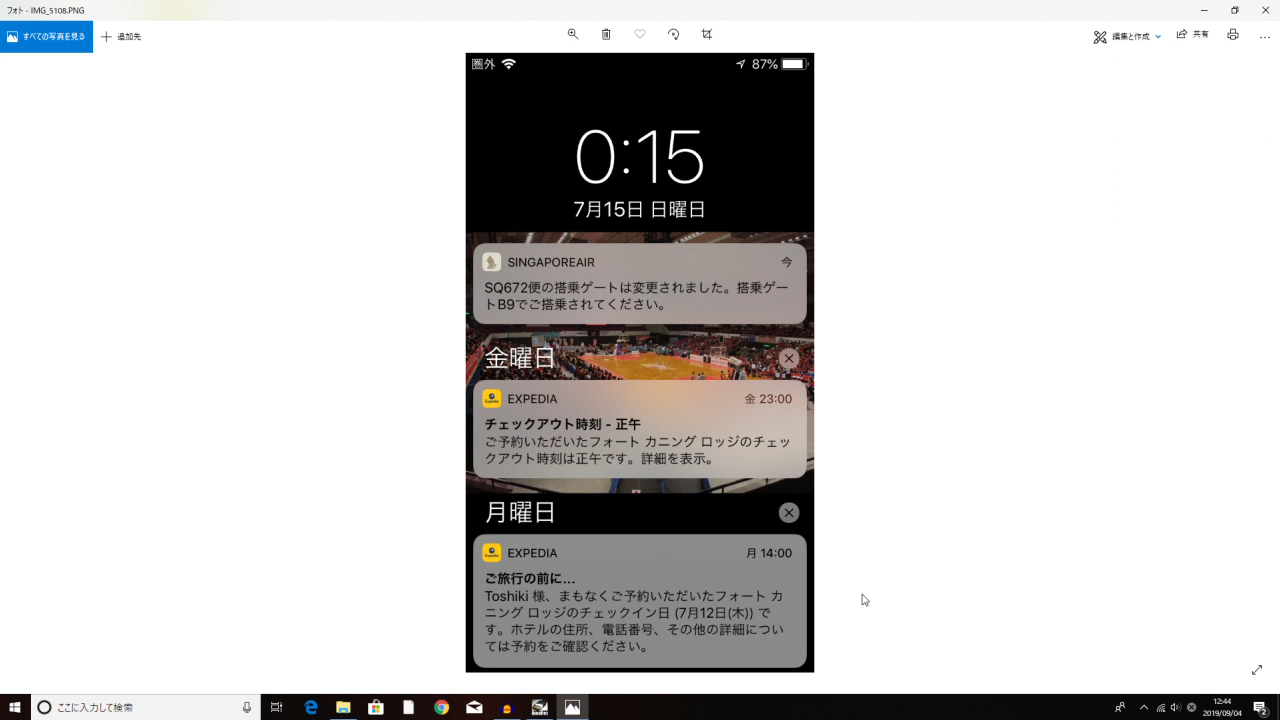 フォト - IMG_5108.PNG
すべての写真を見る
追加先
編集と作成
共有
圏外
87%
0:15
7月15日 日曜日
SINGAPOREAIR
今
SQ672便の搭乗ゲートは変更されました。搭乗ゲー
トB9でご搭乗されてください。
金曜日
EXPEDIA
金 23:00
チェックアウト時刻 - 正午
ご予約いただいたフォート カニング ロッジのチェッ
クアウト時刻は正午です。詳細を表示。
月曜日
EXPEDIA
月 14:00
ご旅行の前に...
Toshiki 様、まもなくご予約いただいたフォート カ
ニング ロッジのチェックイン日 (7月12日(木)) で
す。ホテルの住所、電話番号、その他の詳細につい
ては予約をご確認ください。
ここに入力して検索
12:44
2019/09/04
2